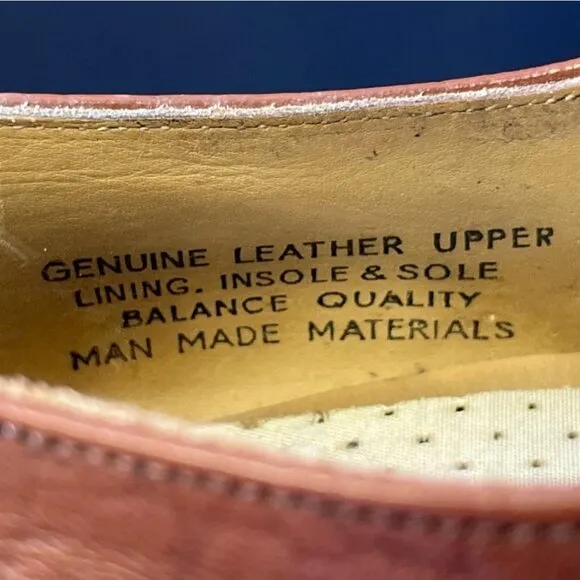 GENUINE LEATHER UPPER
LINING. INSOLE & SOLE
BALANCE QUALITY
MAN MADE MATERIALS